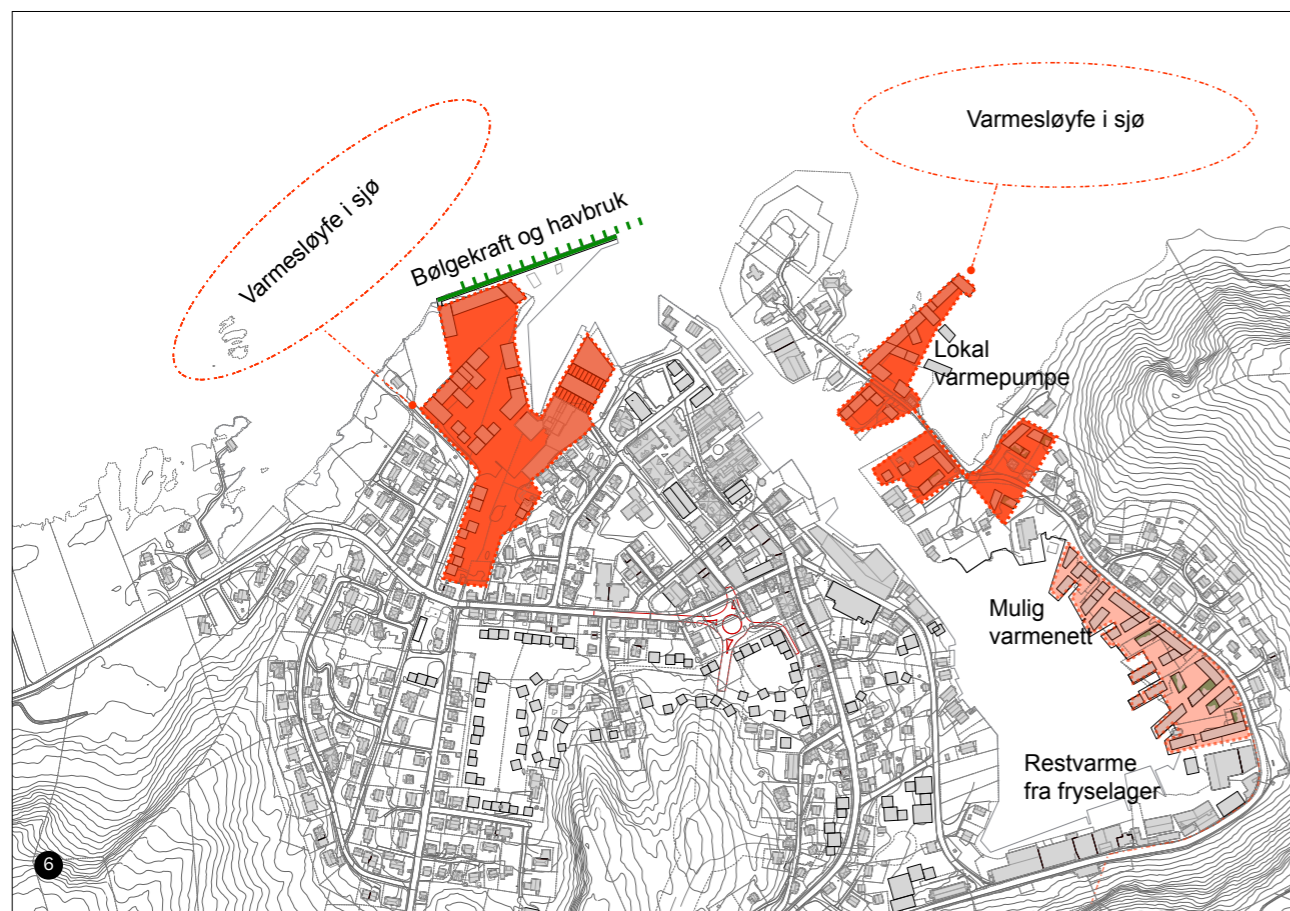 Varmesløyfe i sjø
Varmesløyfe i sjø
Bølgekraft og havbruk
Lokal
varmepumpe
Mulig
varmenett
Restvarme
fra fryselager
6